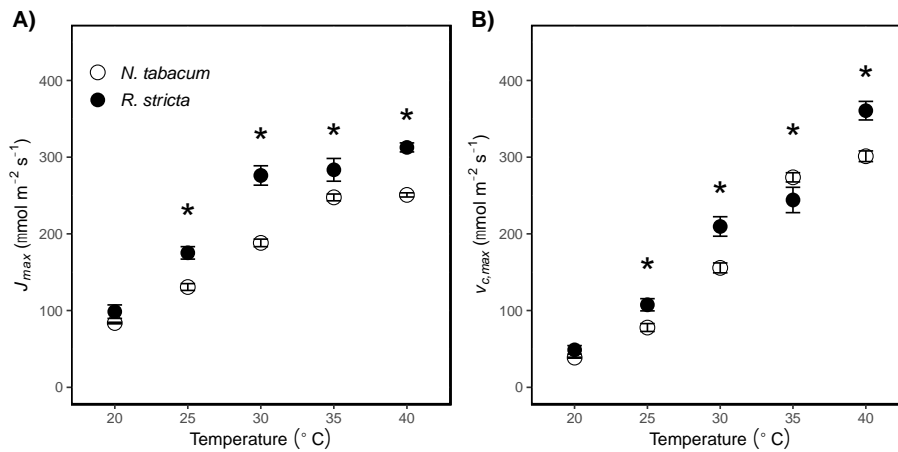 A)
N. tabacum
R. stricta
*
*
*
*
400
300
200
100
0
J max (mmol m−2 s−1)
20 25 30 35 40
Temperature (° C)
B)
*
*
*
*
400
300
200
100
0
vc,max (mmol m−2 s−1)
20 25 30 35 40
Temperature (° C)